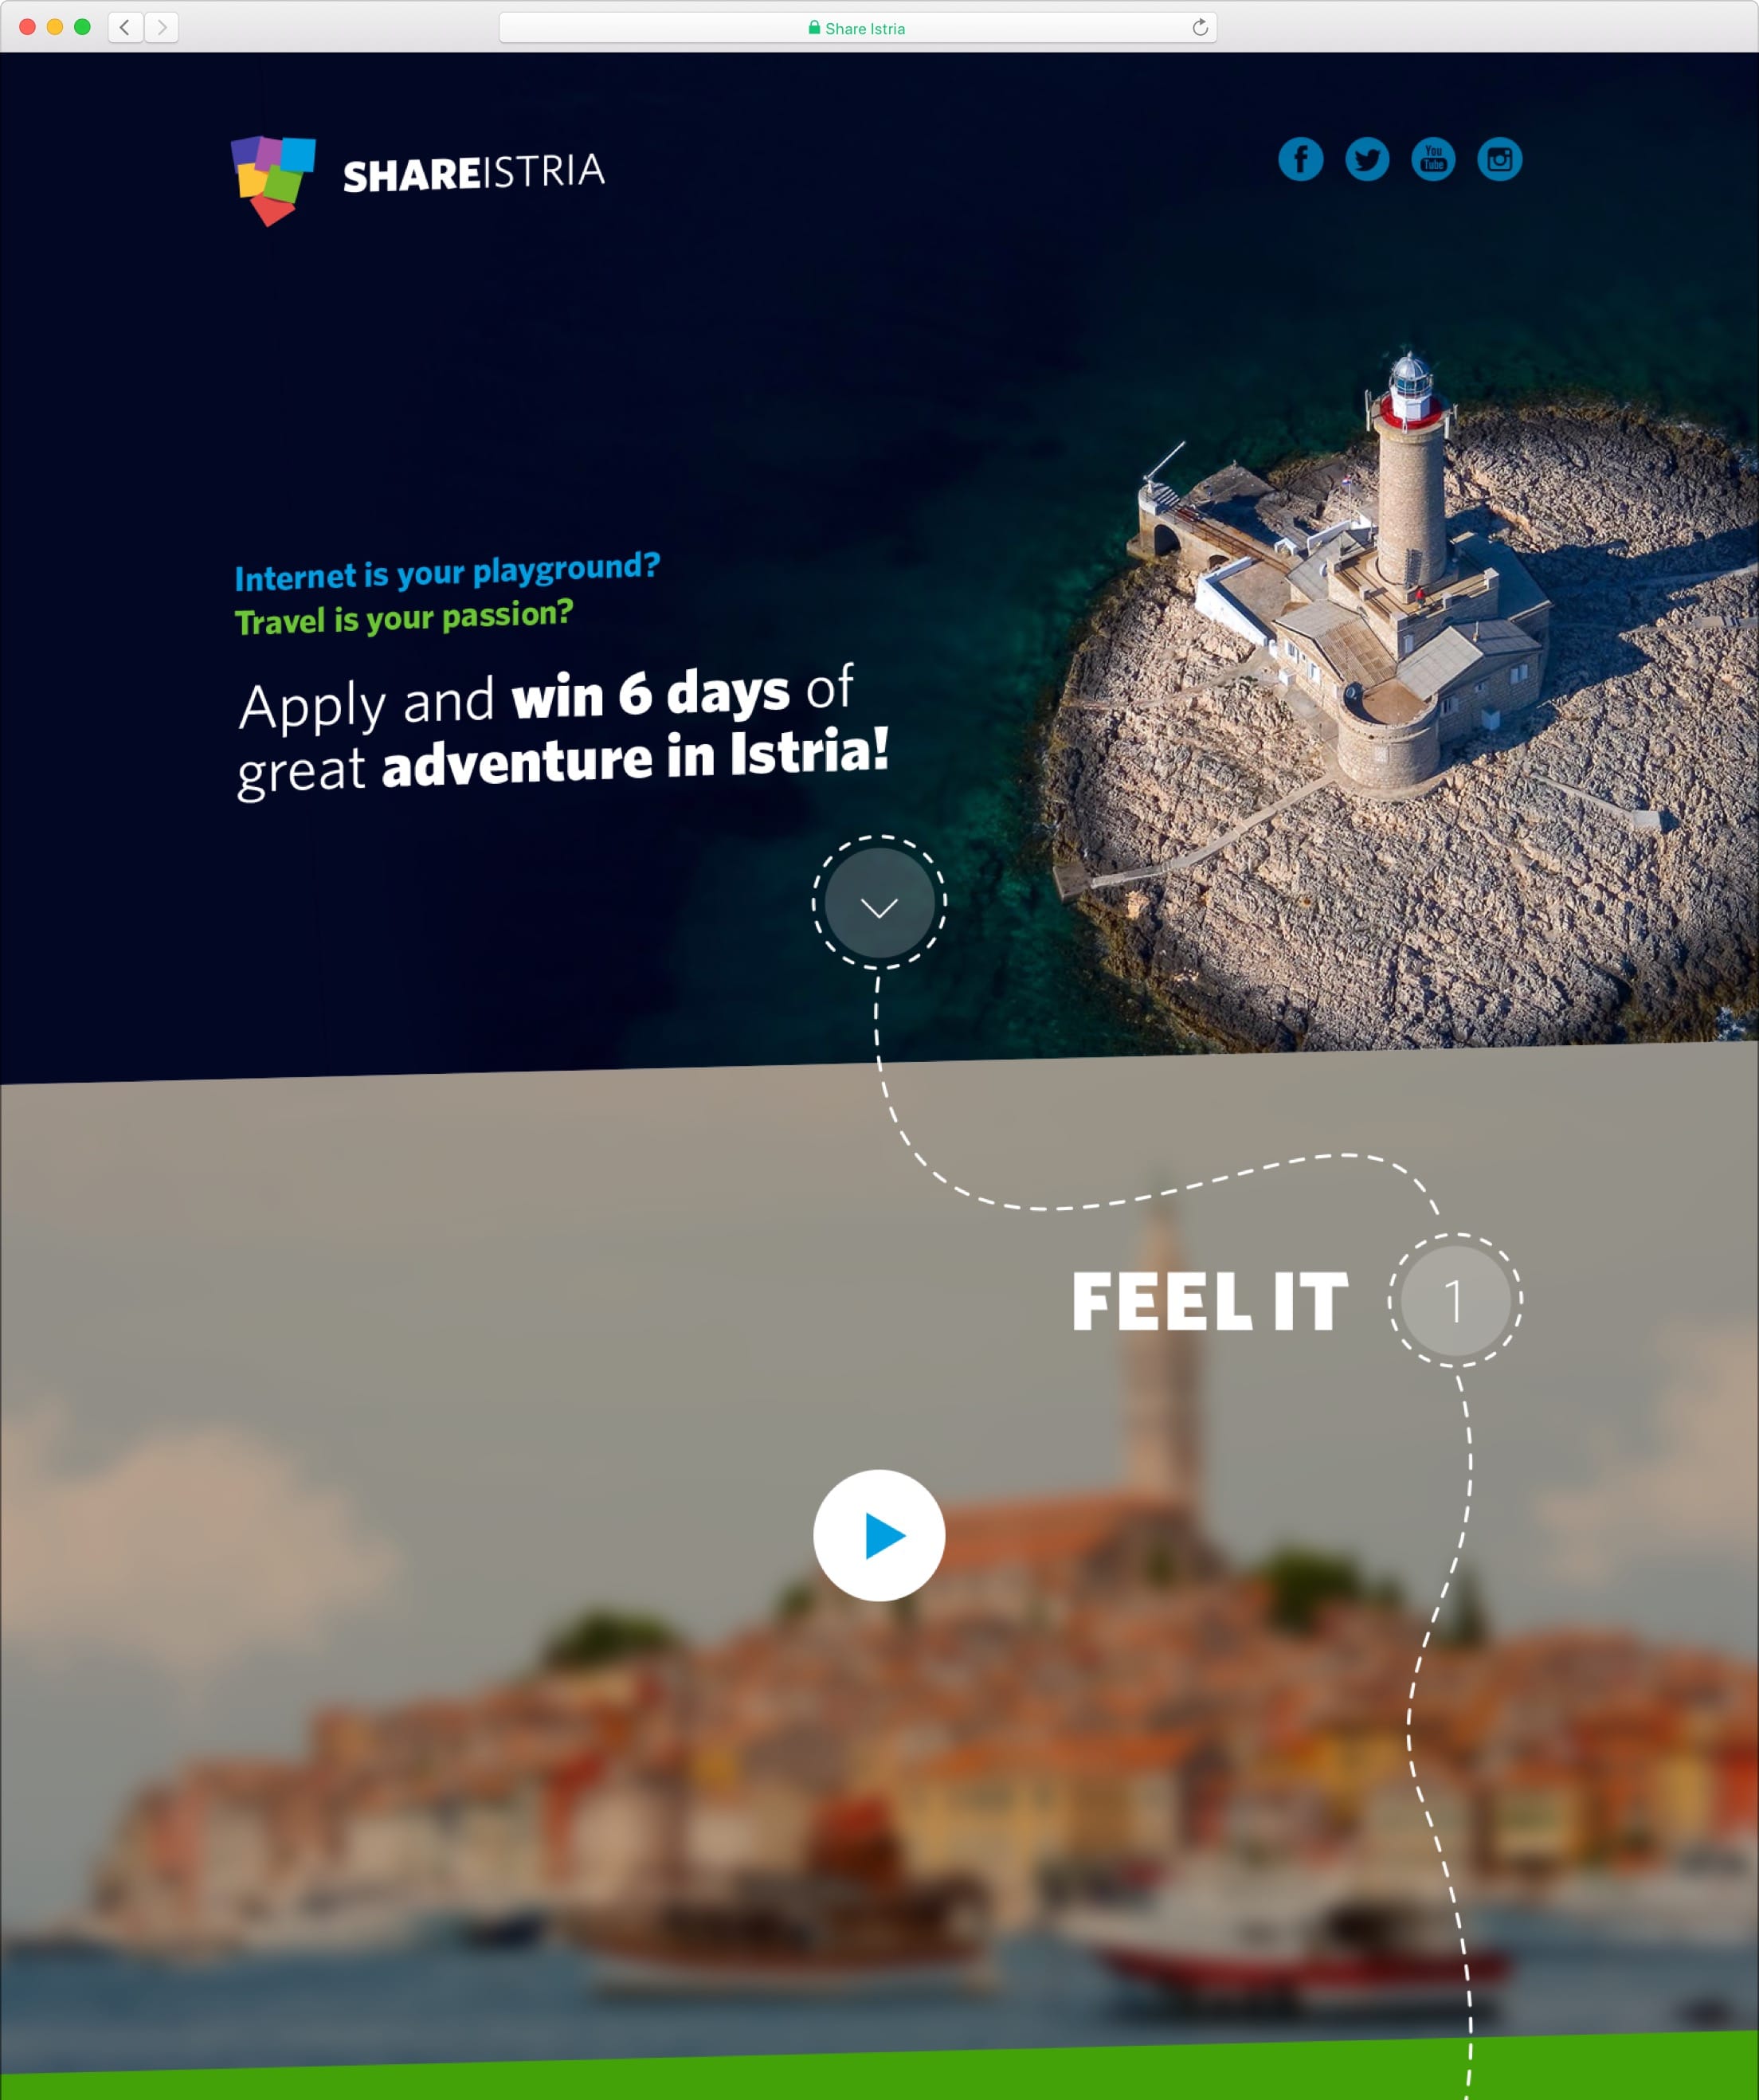 Share Istria
SHAREISTRIA
You
Tube
Internet is your playground?
Travel is your passion?
Apply and win 6 days of
great adventure in Istria!
FEEL IT
1